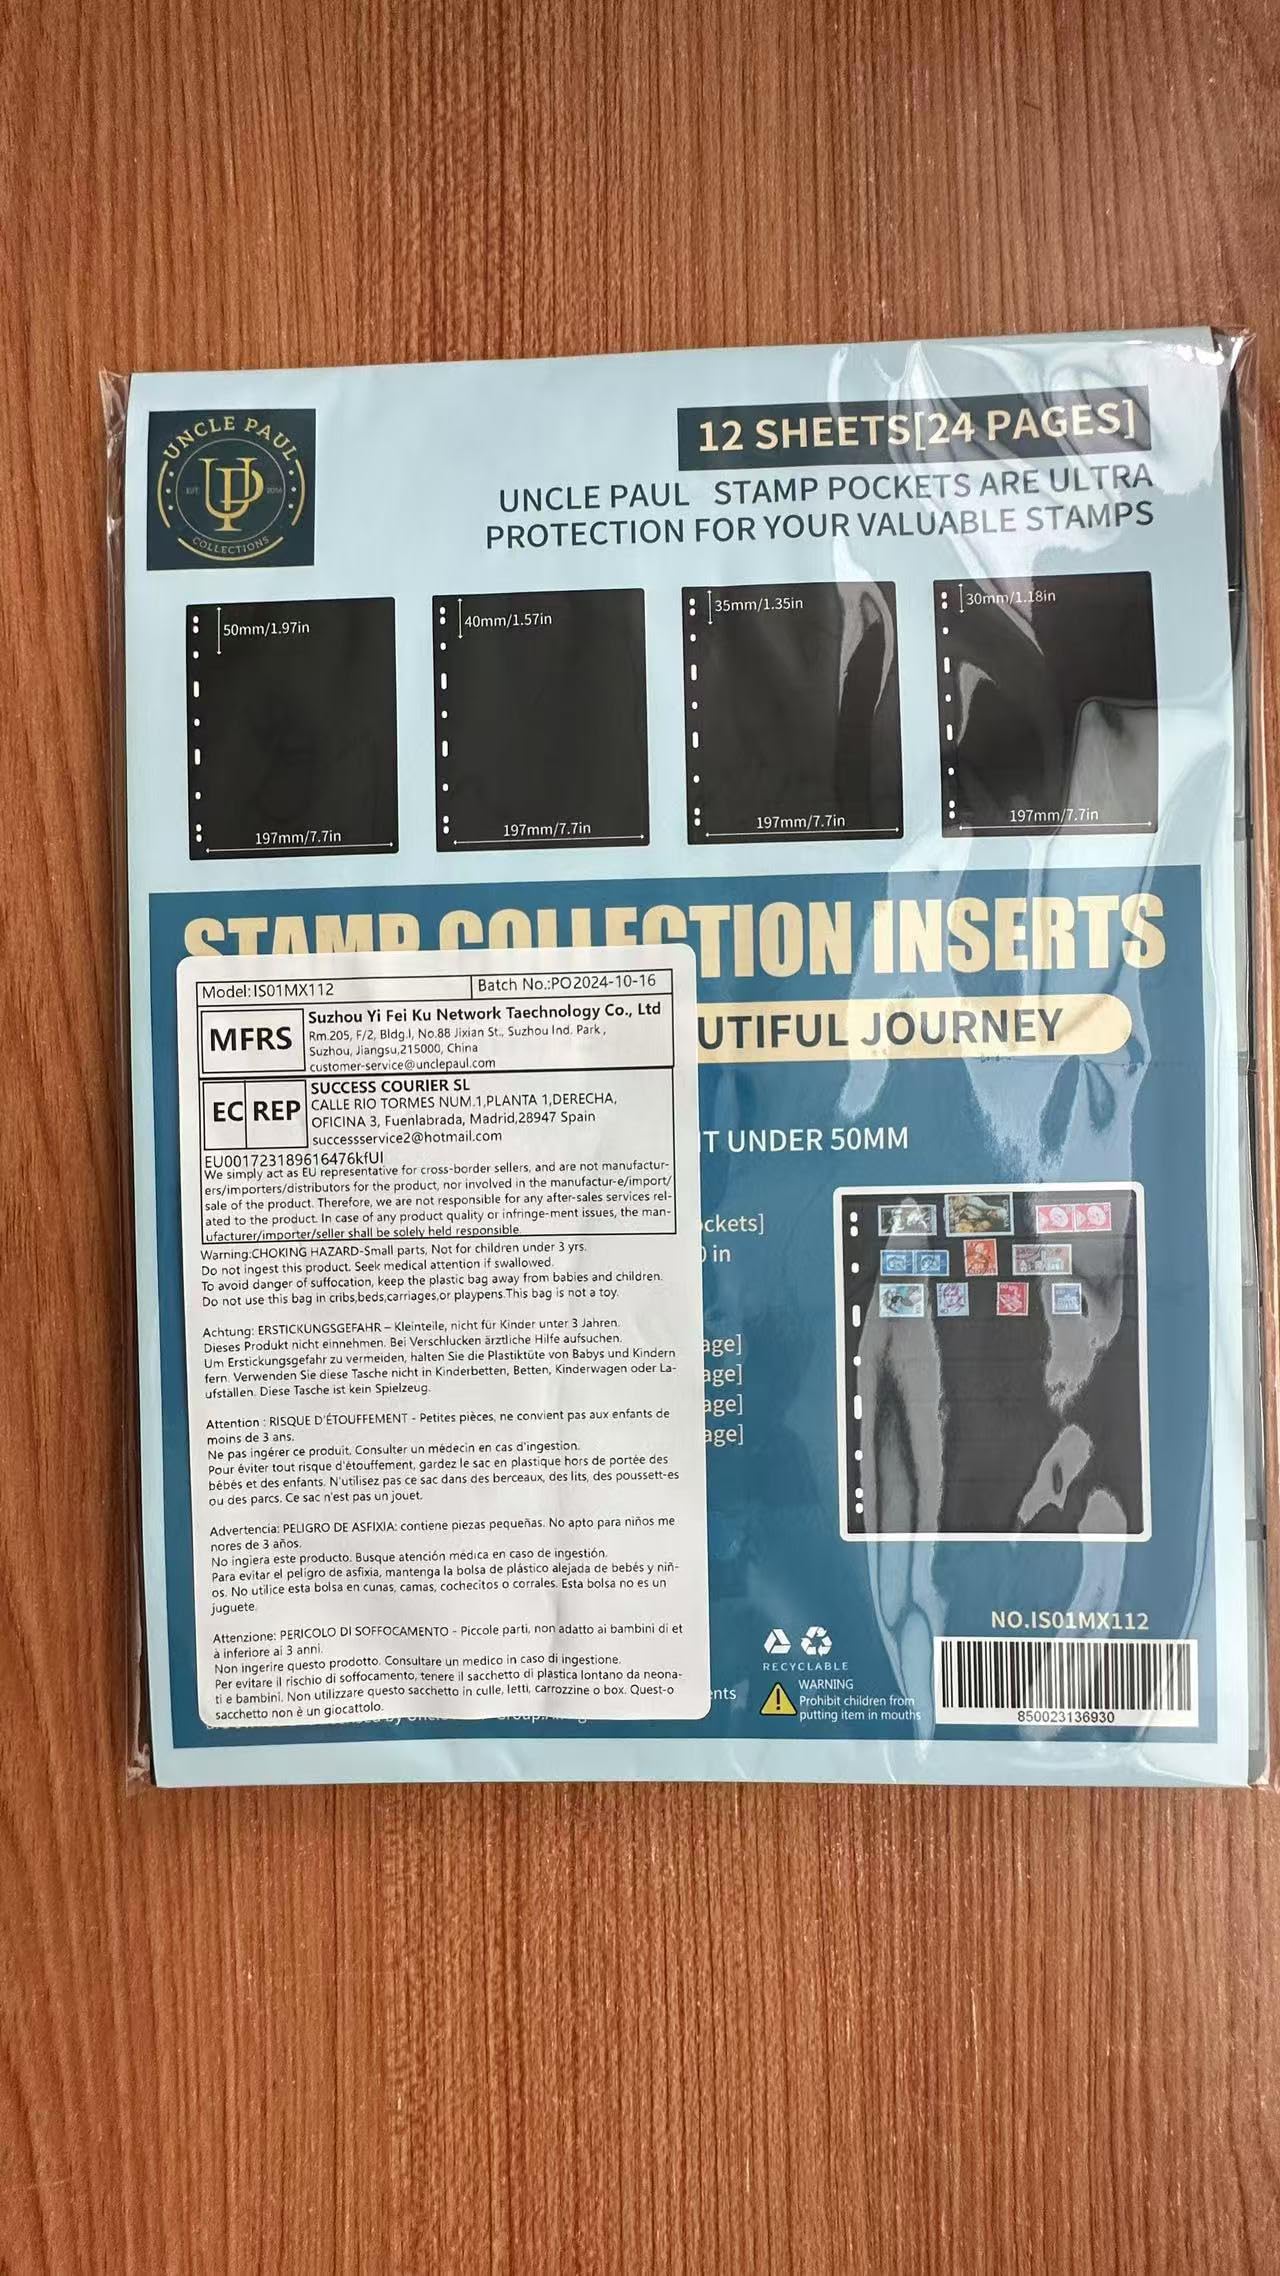 UNCLE PAUL
UP
COLLECTIONS
12 SHEETS[24 PAGES]
UNCLE PAUL STAMP POCKETS ARE ULTRA
PROTECTION FOR YOUR VALUABLE STAMPS
50mm/1.97in
197mm/7.7in
40mm/1.57in
197mm/7.7in
35mm/1.35in
197mm/7.7in
30mm/1.18in
197mm/7.7in
STAMP COLLECTION INSERTS
UTIFUL JOURNEY
T UNDER 50MM
ckets]
0 in
age]
age]
age]
age]
Model:IS01MX112
Batch No.:PO2024-10-16
MFRS
Suzhou Yi Fei Ku Network Taechnology Co., Ltd
Rm.205, F/2, Bldg.I, No.88 Jixian St., Suzhou Ind. Park,
Suzhou, Jiangsu,215000, China
customer-service@unclepaul.com
EC REP
SUCCESS COURIER SL
CALLE RIO TORMES NUM.1,PLANTA 1,DERECHA,
OFICINA 3, Fuenlabrada, Madrid,28947 Spain
successservice2@hotmail.com
EU001723189616476kfUI
We simply act as EU representative for cross-border sellers, and are not manufactur-
ers/importers/distributors for the product, nor involved in the manufactur-e/import/
sale of the product. Therefore, we are not responsible for any after-sales services rel-
ated to the product. In case of any product quality or infringe-ment issues, the man-
ufacturer/importer/seller shall be solely held responsible.
Warning:CHOKING HAZARD-Small parts, Not for children under 3 yrs.
Do not ingest this product. Seek medical attention if swallowed.
To avoid danger of suffocation, keep the plastic bag away from babies and children.
Do not use this bag in cribs,beds,carriages,or playpens.This bag is not a toy.
Achtung: ERSTICKUNGSGEFAHR – Kleinteile, nicht für Kinder unter 3 Jahren.
Dieses Produkt nicht einnehmen. Bei Verschlucken ärztliche Hilfe aufsuchen.
Um Erstickungsgefahr zu vermeiden, halten Sie die Plastiktüte von Babys und Kindern
fern. Verwenden Sie diese Tasche nicht in Kinderbetten, Betten, Kinderwagen oder La-
ufställen. Diese Tasche ist kein Spielzeug.
Attention : RISQUE D'ÉTOUFFEMENT - Petites pièces, ne convient pas aux enfants de
moins de 3 ans.
Ne pas ingérer ce produit. Consulter un médecin en cas d'ingestion.
Pour éviter tout risque d'étouffement, gardez le sac en plastique hors de portée des
bébés et des enfants. N'utilisez pas ce sac dans des berceaux, des lits, des poussett-es
ou des parcs. Ce sac n'est pas un jouet.
Advertencia: PELIGRO DE ASFIXIA: contiene piezas pequeñas. No apto para niños me
nores de 3 años.
No ingiera este producto. Busque atención médica en caso de ingestión.
Para evitar el peligro de asfixia, mantenga la bolsa de plástico alejada de bebés y niñ-
os. No utilice esta bolsa en cunas, camas, cochecitos o corrales. Esta bolsa no es un
juguete.
Attenzione: PERICOLO DI SOFFOCAMENTO - Piccole parti, non adatto ai bambini di et
à inferiore ai 3 anni.
Non ingerire questo prodotto. Consultare un medico in caso di ingestione.
Per evitare il rischio di soffocamento, tenere il sacchetto di plastica lontano da neona-
ti e bambini. Non utilizzare questo sacchetto in culle, letti, carrozzine o box. Quest-o
sacchetto non è un giocattolo.
ents
RECYCLABLE
WARNING
Prohibit children from
putting item in mouths
NO.IS01MX112
850023136930